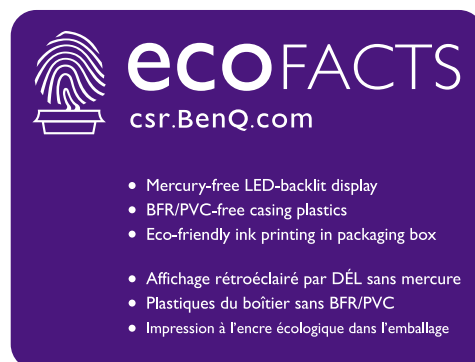 ecoFACTS
csr.BenQ.com
• Mercury-free LED-backlit display
• BFR/PVC-free casing plastics
• Eco-friendly ink printing in packaging box
• Affichage rétroéclairé par DÉL sans mercure
• Plastiques du boîtier sans BFR/PVC
• Impression à l'encre écologique dans l'emballage